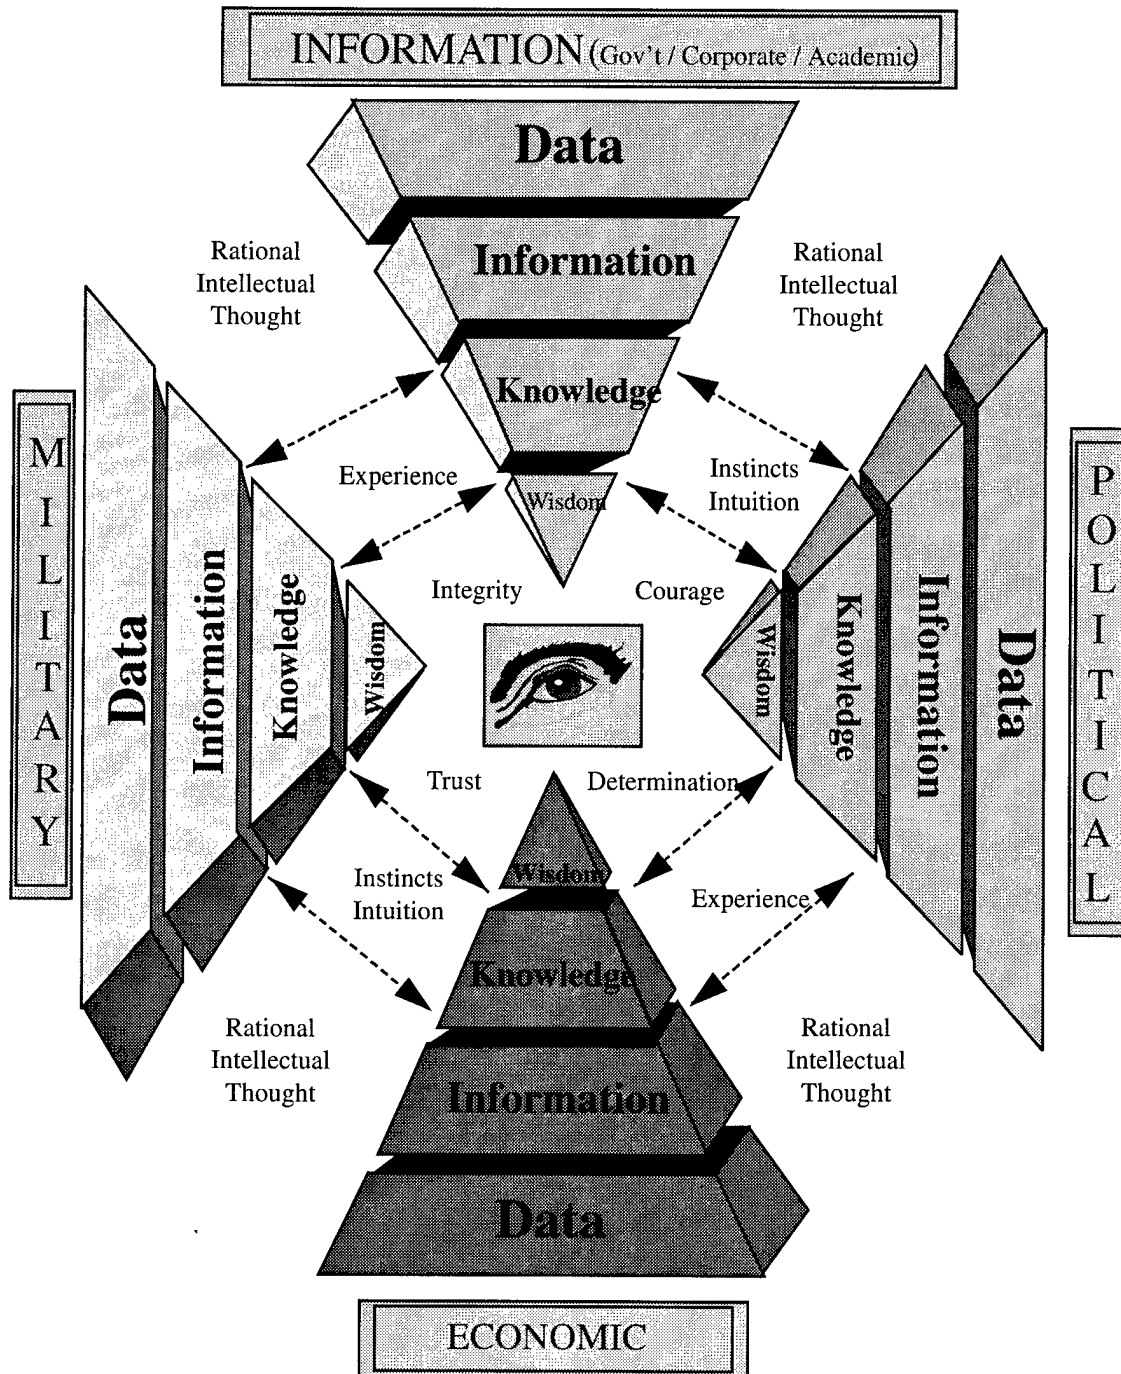 INFORMATION (Gov't / Corporate / Academic)
Data
Information
Knowledge
Wisdom
Rational
Intellectual
Thought
Rational
Intellectual
Thought
MILITARY
Data
Information
Knowledge
Wisdom
Experience
Instincts
Intuition
Integrity
Courage
POLITICAL
Wisdom
Knowledge
Information
Data
Trust
Determination
Instincts
Intuition
Experience
Wisdom
Knowledge
Information
Data
Rational
Intellectual
Thought
Rational
Intellectual
Thought
ECONOMIC